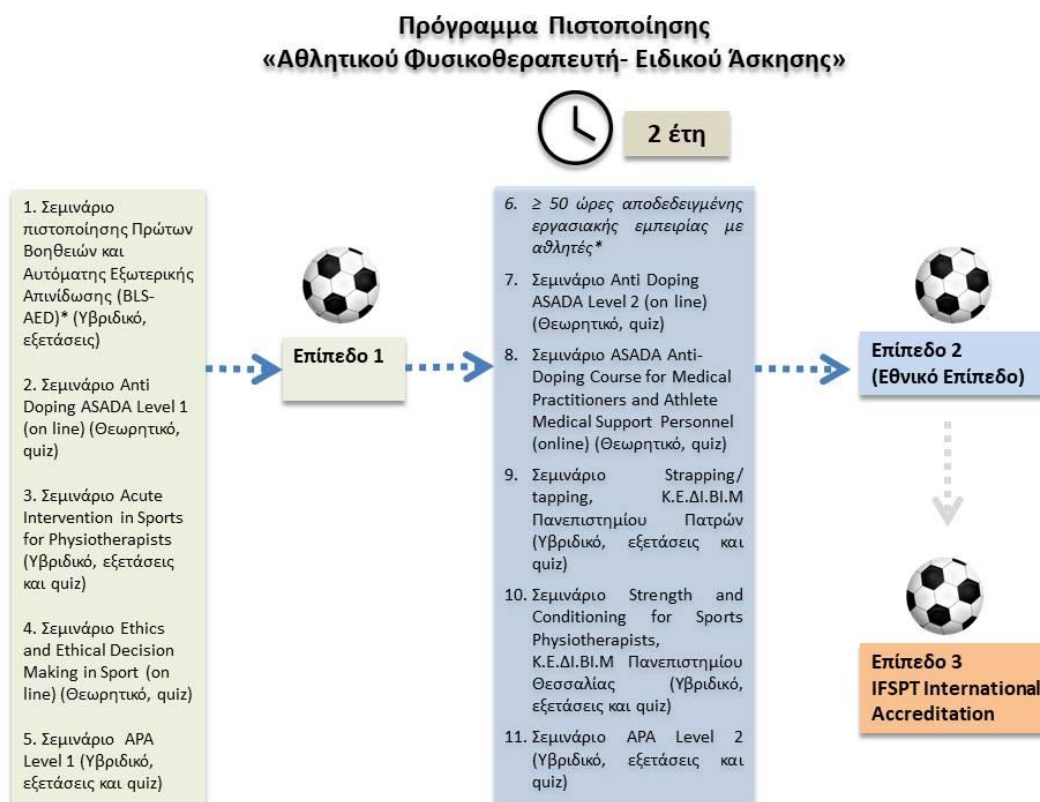 Πρόγραμμα Πιστοποίησης
«Αθλητικού Φυσικοθεραπευτή- Ειδικού Άσκησης»
2 έτη
1. Σεμινάριο
πιστοποίησης Πρώτων
Βοηθειών και
Αυτόματης Εξωτερικής
Απινίδωσης (BLS-
AED)* (Υβριδικό,
εξετάσεις)
2. Σεμινάριο Anti
Doping ASADA Level 1
(on line) (Θεωρητικό,
quiz)
3. Σεμινάριο Acute
Intervention in Sports
for Physiotherapists
(Υβριδικό, εξετάσεις
και quiz)
4. Σεμινάριο Ethics
and Ethical Decision
Making in Sport (on
line) (Θεωρητικό, quiz)
5. Σεμινάριο APA
Level 1 (Υβριδικό,
εξετάσεις και quiz)
Επίπεδο 1
6. ≥ 50 ώρες αποδεδειγμένης
εργασιακής εμπειρίας με
αθλητές*
7. Σεμινάριο Anti Doping
ASADA Level 2 (on line)
(Θεωρητικό, quiz)
8. Σεμινάριο ASADA Anti-
Doping Course for Medical
Practitioners and Athlete
Medical Support Personnel
(online) (Θεωρητικό, quiz)
9. Σεμινάριο Strapping/
tapping, Κ.Ε.ΔΙ.ΒΙ.Μ
Πανεπιστημίου Πατρών
(Υβριδικό, εξετάσεις και
quiz)
10. Σεμινάριο Strength and
Conditioning for Sports
Physiotherapists,
Κ.Ε.ΔΙ.ΒΙ.Μ Πανεπιστημίου
Θεσσαλίας (Υβριδικό,
εξετάσεις και quiz)
11. Σεμινάριο APA Level 2
(Υβριδικό, εξετάσεις και
quiz)
Επίπεδο 2
(Εθνικό Επίπεδο)
Επίπεδο 3
IFSPT International
Accreditation